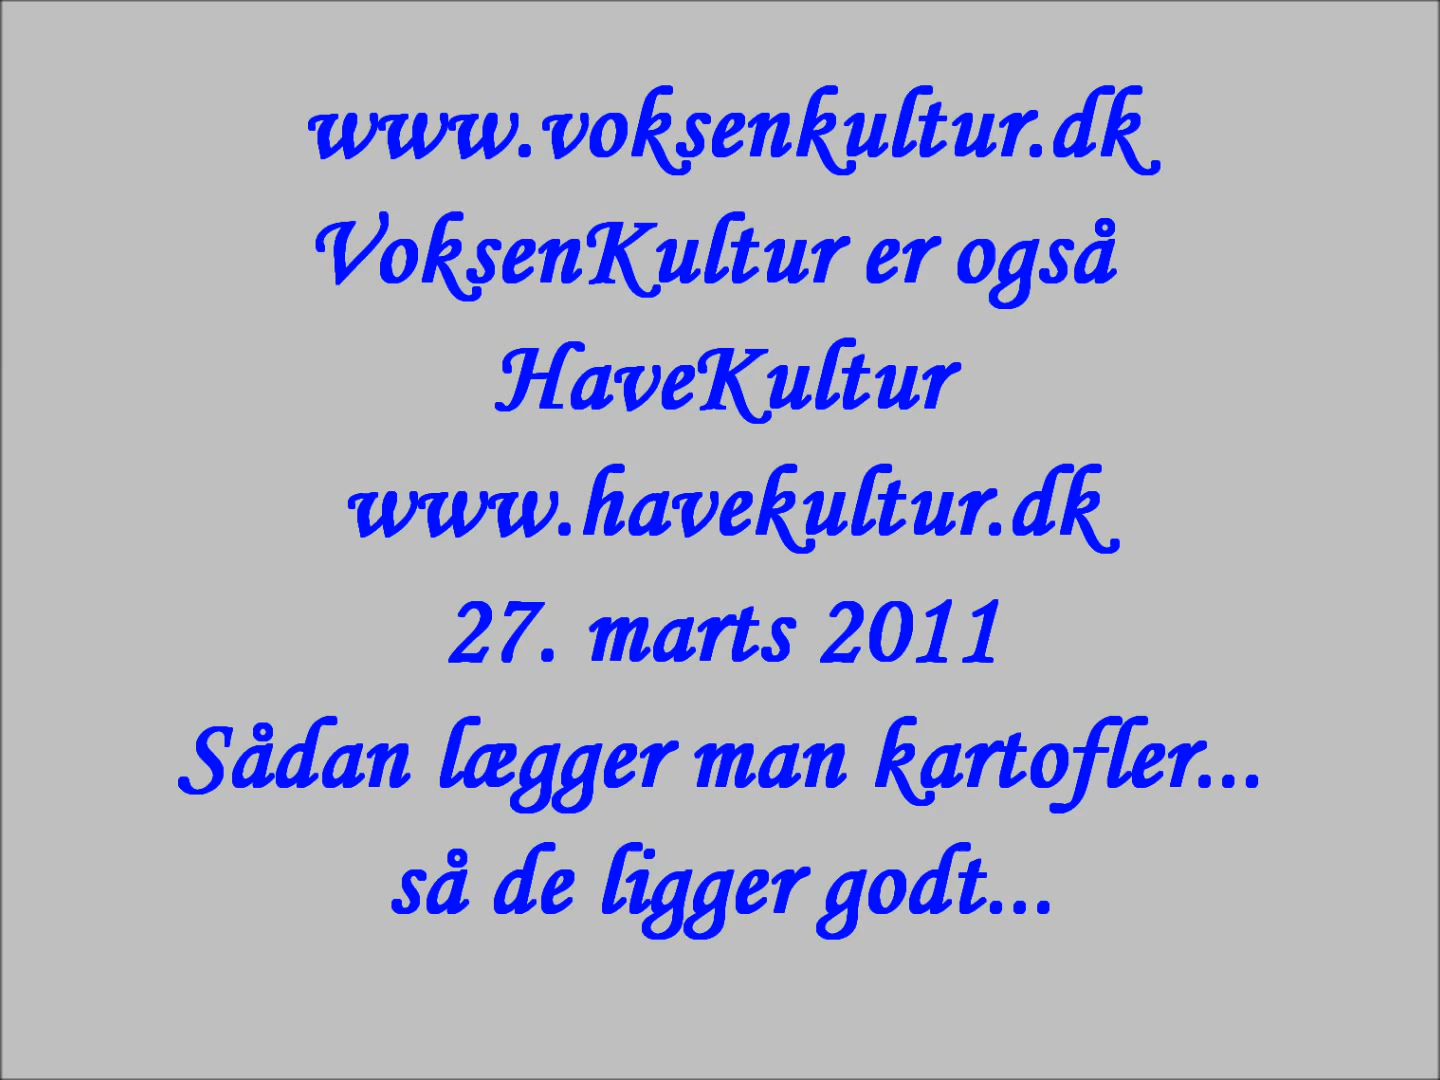 www.voksenkultur.dk
VoksenKultur er også
HaveKultur
www.havekultur.dk
27. marts 2011
Sådan lægger man kartofler...
så de ligger godt...